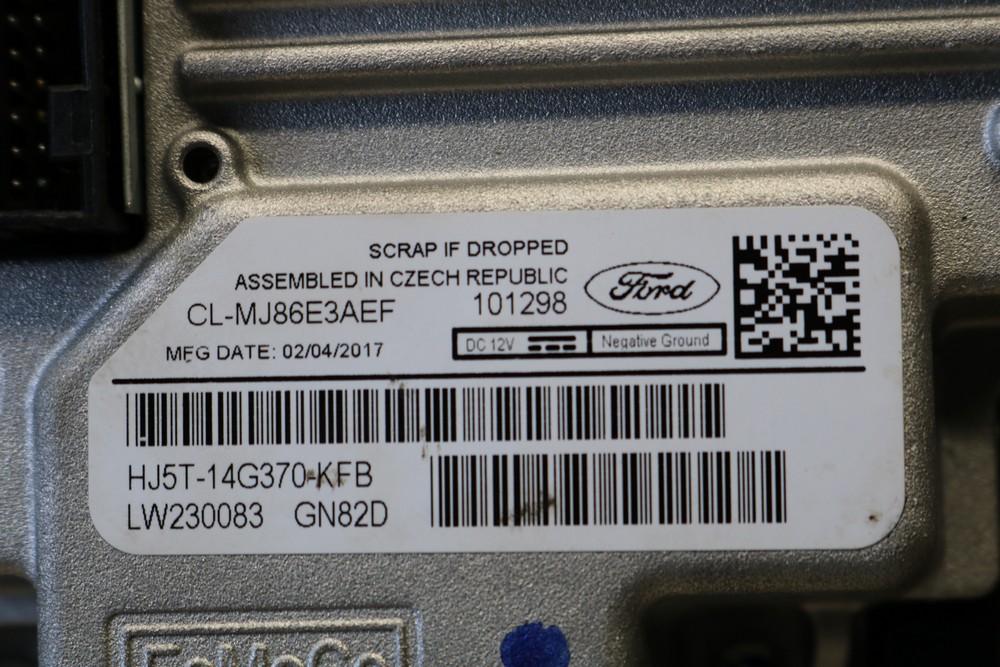 SCRAP IF DROPPED
ASSEMBLED IN CZECH REPUBLIC
CL-MJ86E3AEF 101298
Ford
MFG DATE: 02/04/2017
DC 12V Negative Ground
HJ5T-14G370-KFB
LW230083 GN82D
FoMoCo